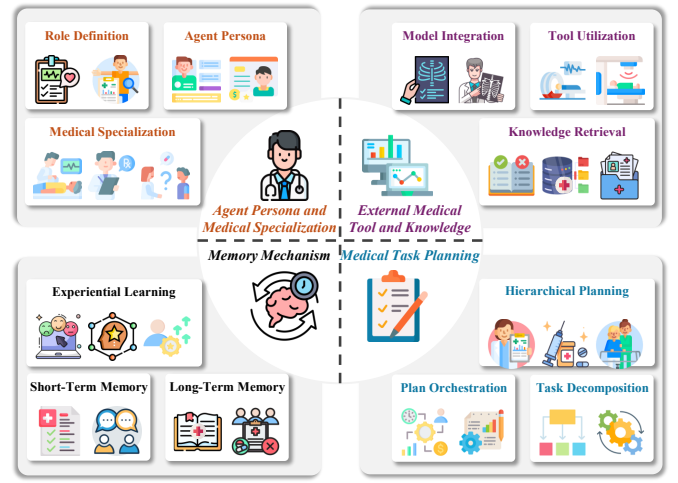 Role Definition
Agent Persona
Medical Specialization
Model Integration
Tool Utilization
Knowledge Retrieval
Agent Persona and
Medical Specialization
External Medical
Tool and Knowledge
Memory Mechanism
Medical Task Planning
Experiential Learning
Short-Term Memory
Long-Term Memory
Hierarchical Planning
Plan Orchestration
Task Decomposition